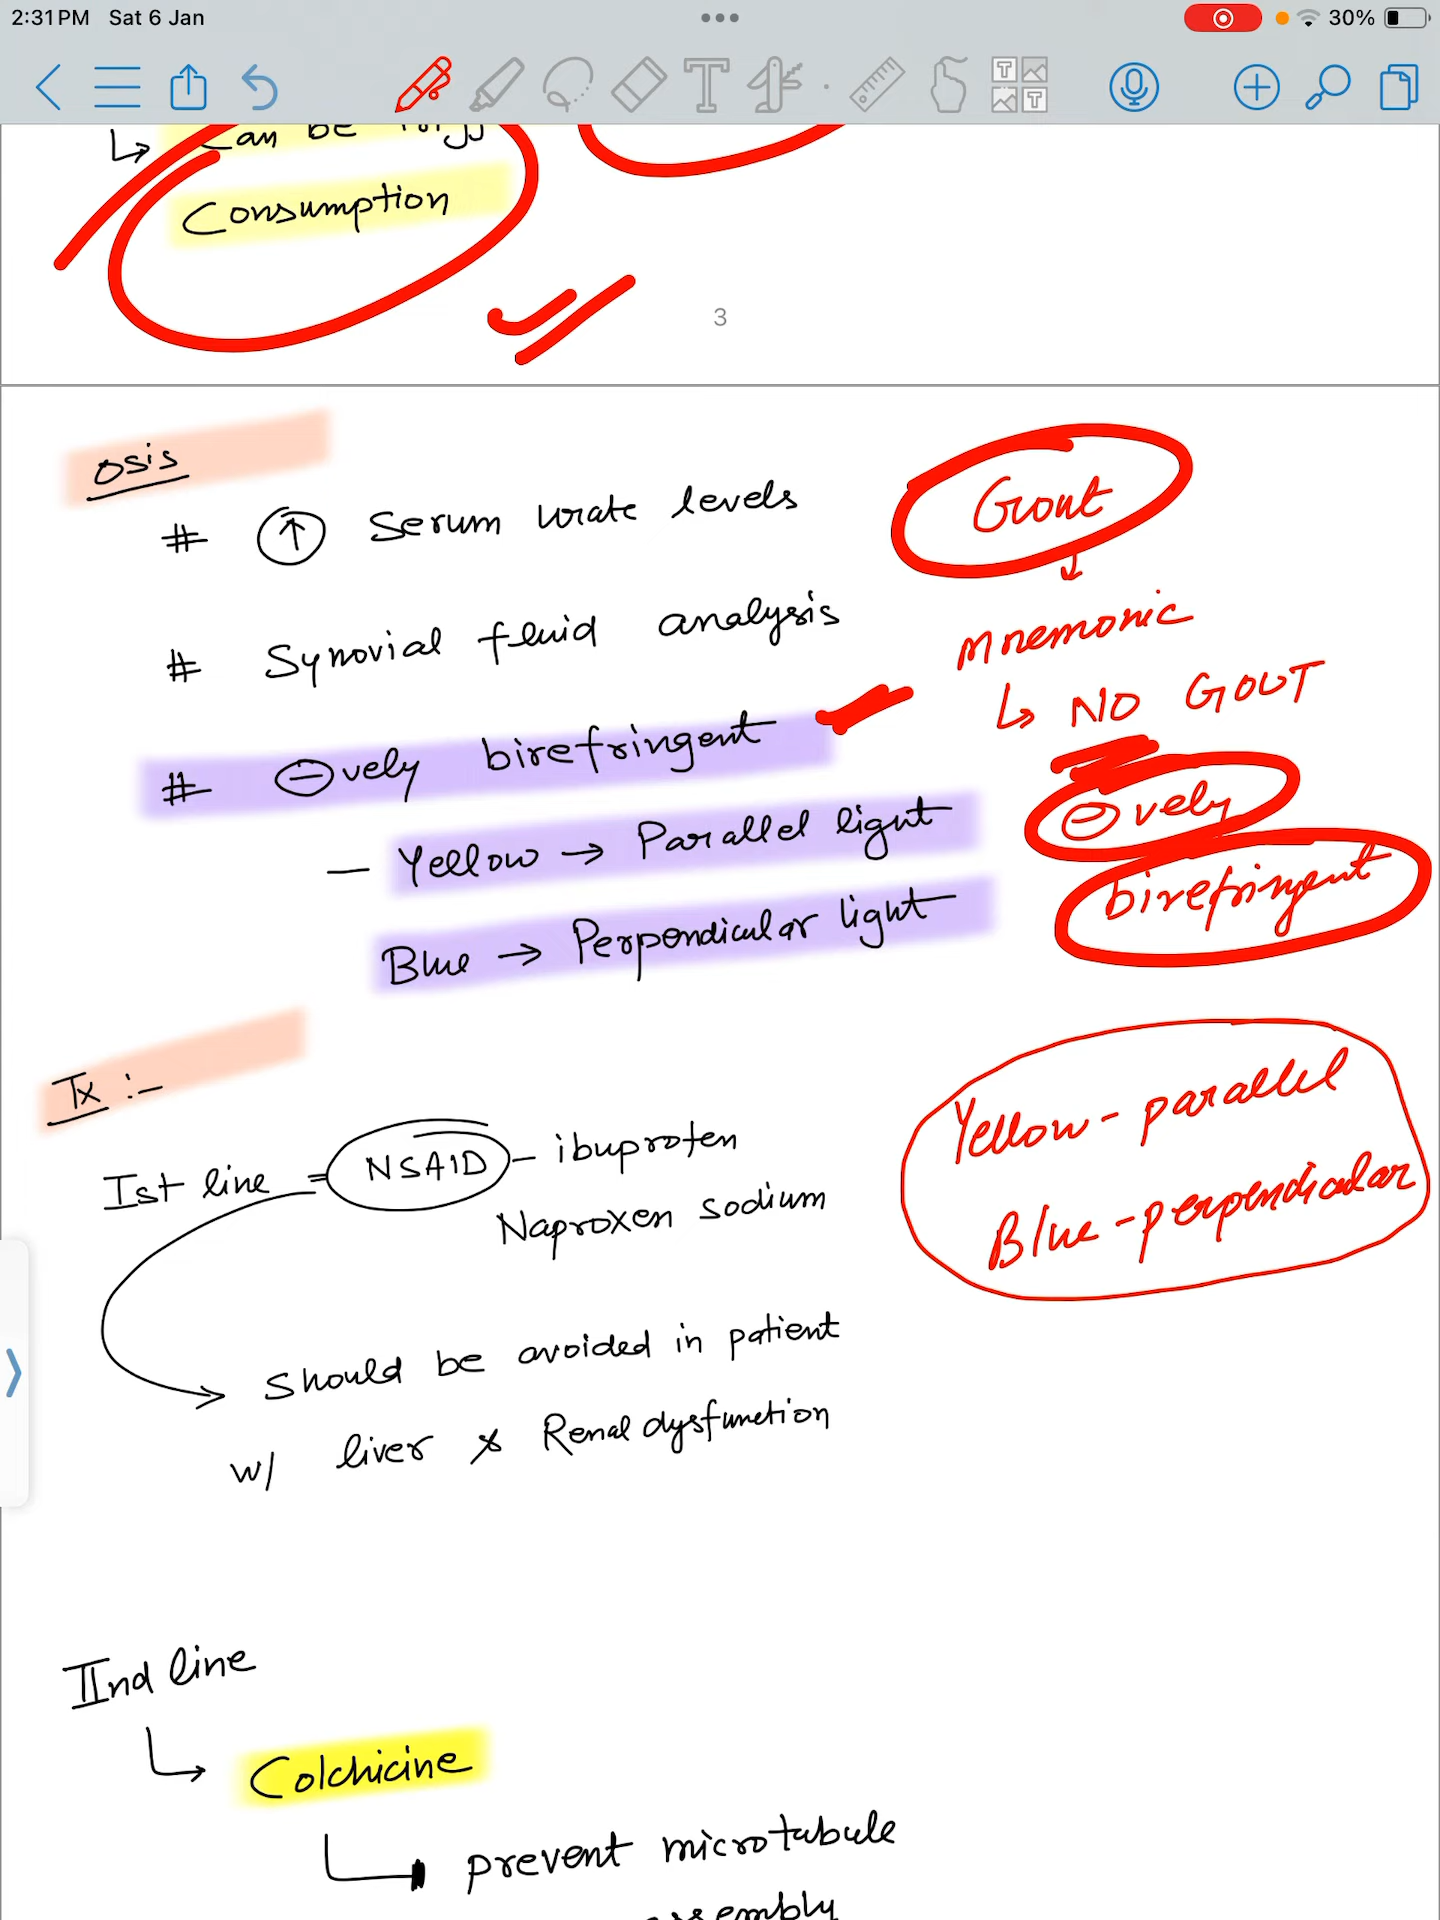 2:31 PM Sat 6 Jan
30%
Can be
Consumption
3
osis
# ↑ Serum urate levels
# Synovial fluid analysis
# ⊖vely birefringent
— Yellow → Parallel light
Blue → Perpendicular light
Gout
↓
mnemonic
↳ NO GOUT
⊖vely
birefringent
Yellow - parallel
Blue - perpendicular
Tx :-
Ist line = NSAID - ibuprofen
Naproxen sodium
→ Should be avoided in patient
w/ liver & Renal dysfunction
IInd line
↳ Colchicine
↳ prevent microtubule